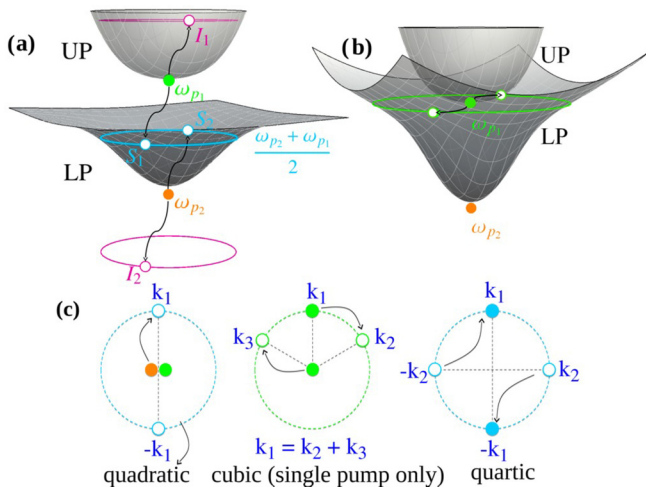 (a)
UP
I₁
ωₚ₁
S₂
S₁
(ωₚ₂ + ωₚ₁)/2
LP
ωₚ₂
I₂
(b)
UP
ωₚ₁
LP
ωₚ₂
(c)
k₁
-k₁
quadratic
k₁
k₃
k₂
k₁ = k₂ + k₃
cubic (single pump only)
k₁
-k₂
k₂
-k₁
quartic